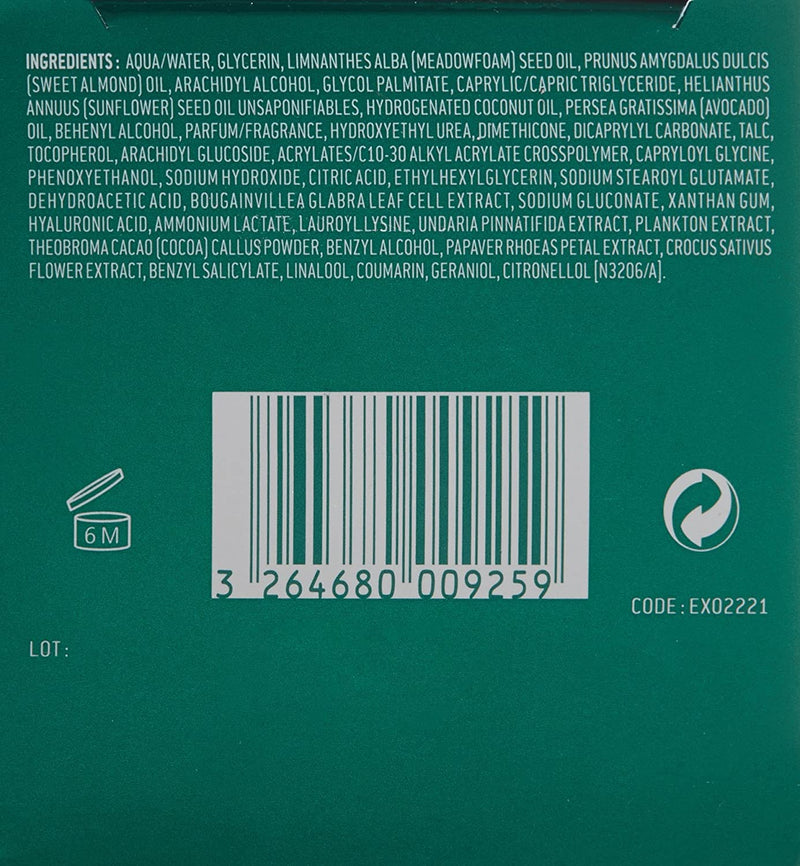 INGREDIENTS : AQUA/WATER, GLYCERIN, LIMNANTHES ALBA (MEADOWFOAM) SEED OIL, PRUNUS AMYGDALUS DULCIS
(SWEET ALMOND) OIL, ARACHIDYL ALCOHOL, GLYCOL PALMITATE, CAPRYLIC/CAPRIC TRIGLYCERIDE, HELIANTHUS
ANNUUS (SUNFLOWER) SEED OIL UNSAPONIFIABLES, HYDROGENATED COCONUT OIL, PERSEA GRATISSIMA (AVOCADO)
OIL, BEHENYL ALCOHOL, PARFUM/FRAGRANCE, HYDROXYETHYL UREA, DIMETHICONE, DICAPRYLYL CARBONATE, TALC,
TOCOPHEROL, ARACHIDYL GLUCOSIDE, ACRYLATES/C10-30 ALKYL ACRYLATE CROSSPOLYMER, CAPRYLOYL GLYCINE,
PHENOXYETHANOL, SODIUM HYDROXIDE, CITRIC ACID, ETHYLHEXYLGLYCERIN, SODIUM STEAROYL GLUTAMATE,
DEHYDROACETIC ACID, BOUGAINVILLEA GLABRA LEAF CELL EXTRACT, SODIUM GLUCONATE, XANTHAN GUM,
HYALURONIC ACID, AMMONIUM LACTATE, LAUROYL LYSINE, UNDARIA PINNATIFIDA EXTRACT, PLANKTON EXTRACT,
THEOBROMA CACAO (COCOA) CALLUS POWDER, BENZYL ALCOHOL, PAPAVER RHOEAS PETAL EXTRACT, CROCUS SATIVUS
FLOWER EXTRACT, BENZYL SALICYLATE, LINALOOL, COUMARIN, GERANIOL, CITRONELLOL [N3206/A].
6 M
3 264680 009259
CODE : EX02221
LOT :